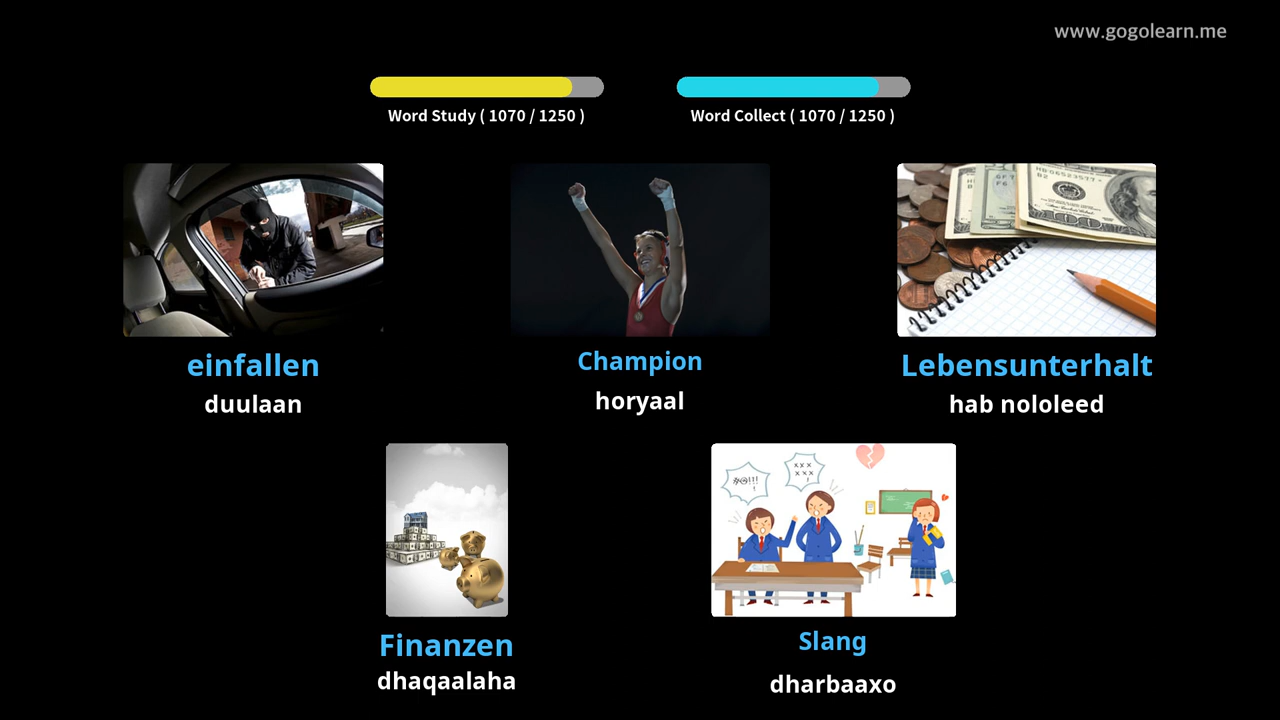 www.gogolearn.me
Word Study ( 1070 / 1250 )
Word Collect ( 1070 / 1250 )
einfallen
duulaan
Champion
horyaal
Lebensunterhalt
hab nololeed
Finanzen
dhaqaalaha
Slang
dharbaaxo